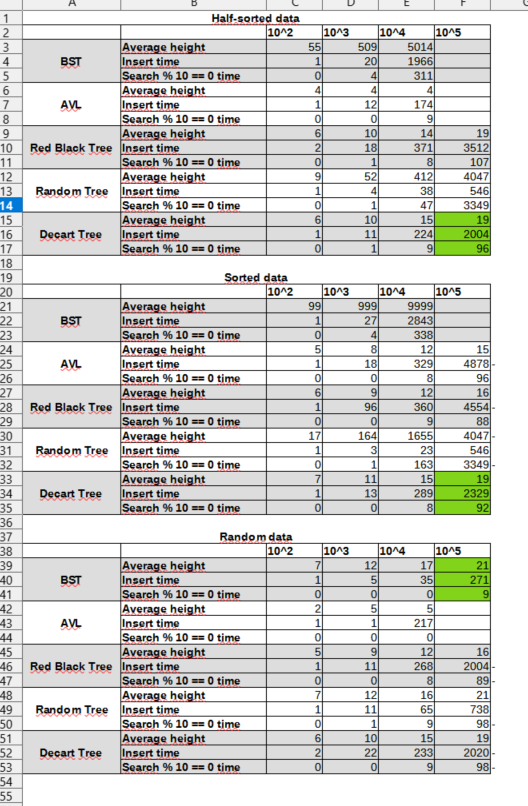 A B C D E F
1 Half-sorted data
2 10^2 10^3 10^4 10^5
3 Average height 55 509 5014
4 BST Insert time 1 20 1966
5 Search % 10 == 0 time 0 4 311
6 Average height 4 4 4
7 AVL Insert time 1 12 174
8 Search % 10 == 0 time 0 0 9
9 Average height 6 10 14 19
10 Red Black Tree Insert time 2 18 371 3512
11 Search % 10 == 0 time 0 1 8 107
12 Average height 9 52 412 4047
13 Random Tree Insert time 1 4 38 546
14 Search % 10 == 0 time 0 1 47 3349
15 Average height 6 10 15 19
16 Decart Tree Insert time 1 11 224 2004
17 Search % 10 == 0 time 0 1 9 96
18
19 Sorted data
20 10^2 10^3 10^4 10^5
21 Average height 99 999 9999
22 BST Insert time 1 27 2843
23 Search % 10 == 0 time 0 4 338
24 Average height 5 8 12 15
25 AVL Insert time 1 18 329 4878-
26 Search % 10 == 0 time 0 0 8 96
27 Average height 6 9 12 16
28 Red Black Tree Insert time 1 96 360 4554-
29 Search % 10 == 0 time 0 0 9 88
30 Average height 17 164 1655 4047-
31 Random Tree Insert time 1 3 23 546
32 Search % 10 == 0 time 0 1 163 3349-
33 Average height 7 11 15 19
34 Decart Tree Insert time 1 13 289 2329
35 Search % 10 == 0 time 0 0 8 92
36
37 Random data
38 10^2 10^3 10^4 10^5
39 Average height 7 12 17 21
40 BST Insert time 1 5 35 271
41 Search % 10 == 0 time 0 0 0 9
42 Average height 2 5 5
43 AVL Insert time 1 1 217
44 Search % 10 == 0 time 0 0 0
45 Average height 5 9 12 16
46 Red Black Tree Insert time 1 11 268 2004-
47 Search % 10 == 0 time 0 0 8 89-
48 Average height 7 12 16 21
49 Random Tree Insert time 1 11 65 738
50 Search % 10 == 0 time 0 1 9 98-
51 Average height 6 10 15 19
52 Decart Tree Insert time 2 22 233 2020-
53 Search % 10 == 0 time 0 0 9 98-
54
55